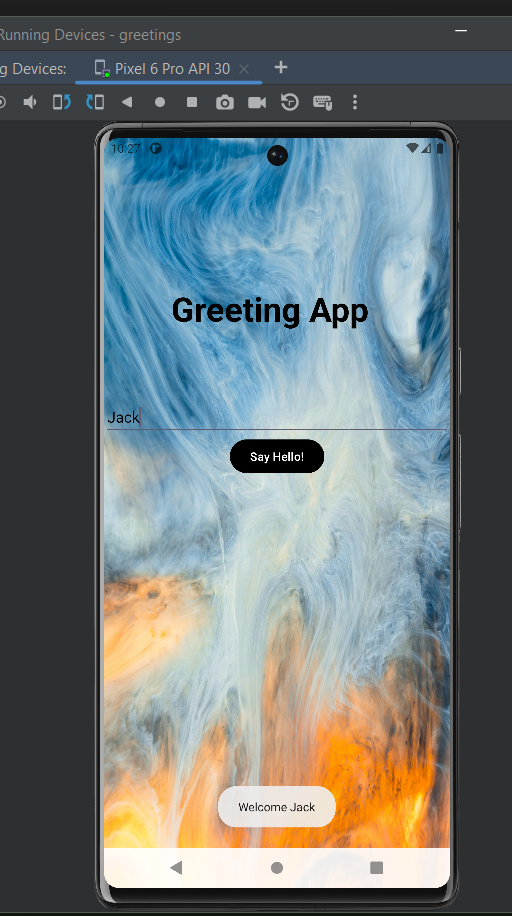 Running Devices - greetings
g Devices:
Pixel 6 Pro API 30
10:27
Greeting App
Jack
Say Hello!
Welcome Jack